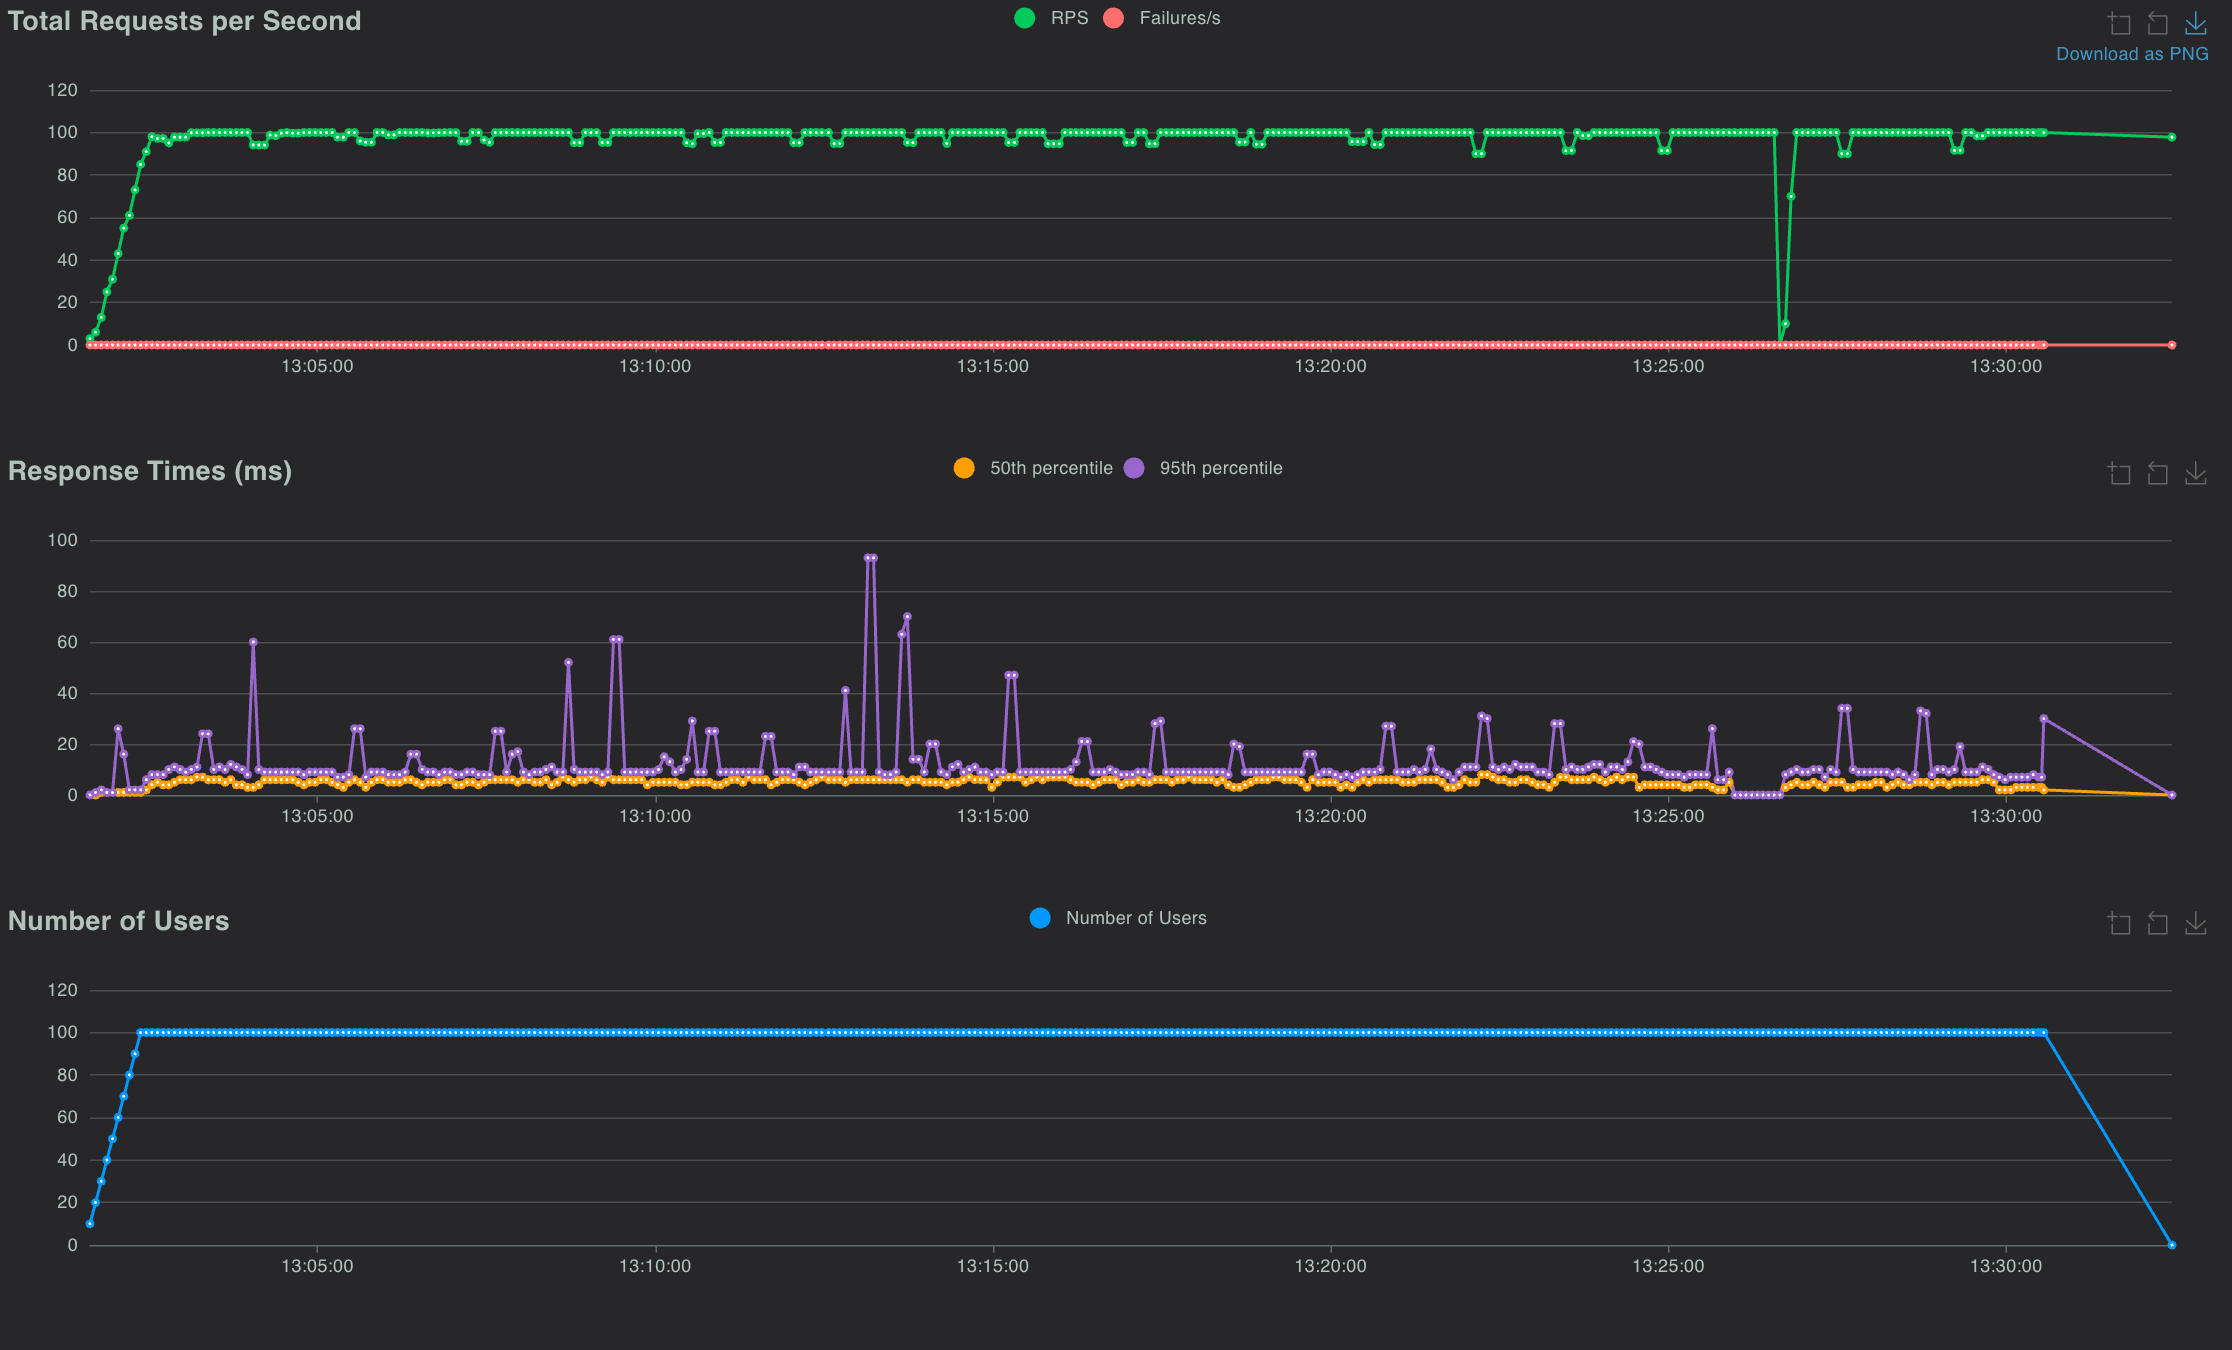 Total Requests per Second
RPS Failures/s
Download as PNG
120
100
80
60
40
20
0
13:05:00 13:10:00 13:15:00 13:20:00 13:25:00 13:30:00
Response Times (ms)
50th percentile 95th percentile
100
80
60
40
20
0
13:05:00 13:10:00 13:15:00 13:20:00 13:25:00 13:30:00
Number of Users
Number of Users
120
100
80
60
40
20
0
13:05:00 13:10:00 13:15:00 13:20:00 13:25:00 13:30:00